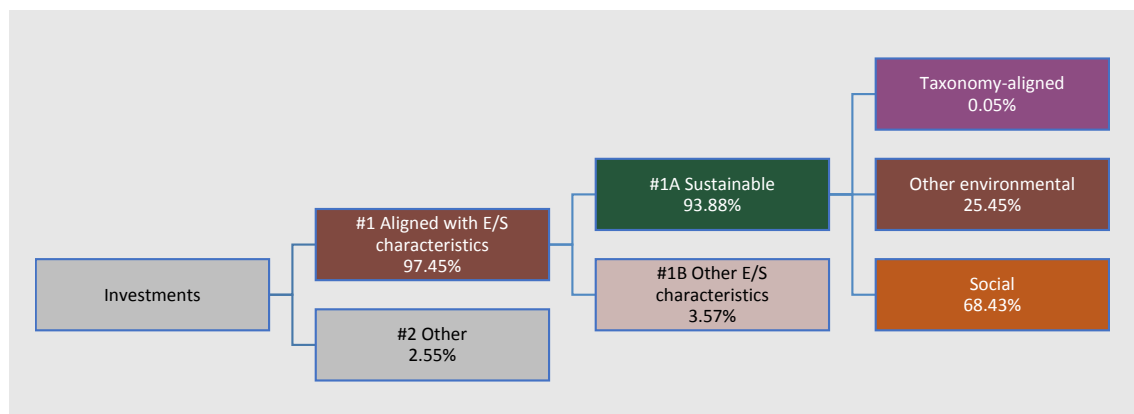 Investments
#1 Aligned with E/S
characteristics
97.45%
#2 Other
2.55%
#1A Sustainable
93.88%
#1B Other E/S
characteristics
3.57%
Taxonomy-aligned
0.05%
Other environmental
25.45%
Social
68.43%